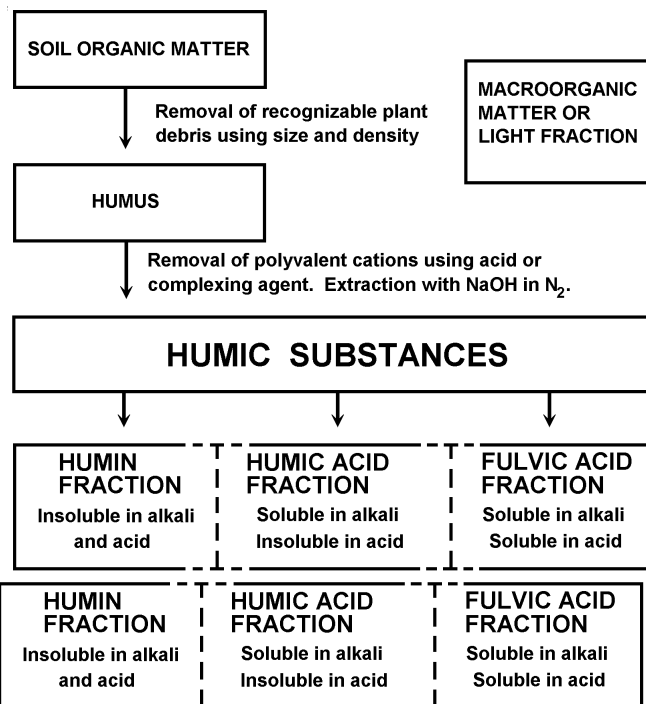 SOIL ORGANIC MATTER
Removal of recognizable plant
debris using size and density
MACROORGANIC
MATTER OR
LIGHT FRACTION
HUMUS
Removal of polyvalent cations using acid or
complexing agent.  Extraction with NaOH in N2.
HUMIC SUBSTANCES
HUMIN
FRACTION
Insoluble in alkali
and acid
HUMIC ACID
FRACTION
Soluble in alkali
Insoluble in acid
FULVIC ACID
FRACTION
Soluble in alkali
Soluble in acid
HUMIN
FRACTION
Insoluble in alkali
and acid
HUMIC ACID
FRACTION
Soluble in alkali
Insoluble in acid
FULVIC ACID
FRACTION
Soluble in alkali
Soluble in acid